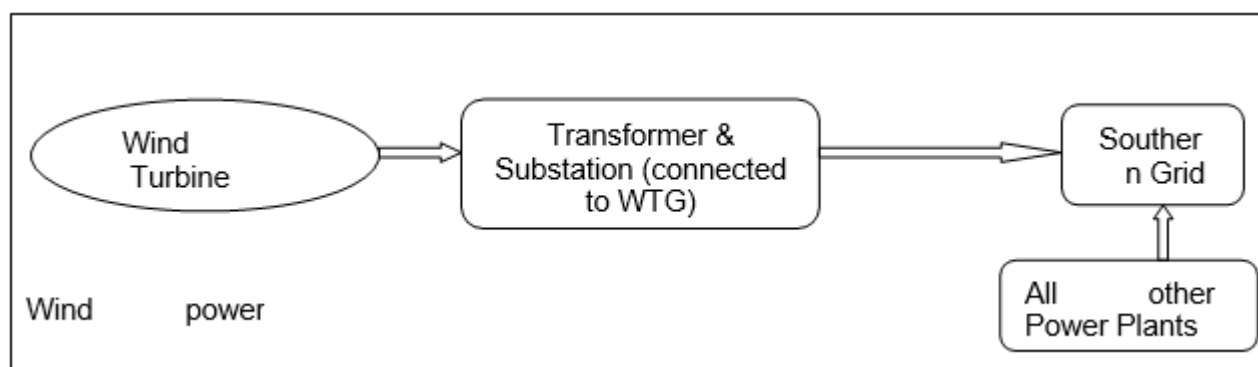 Wind
Turbine
Transformer &
Substation (connected
to WTG)
Souther
n Grid
All other
Power Plants
Wind power